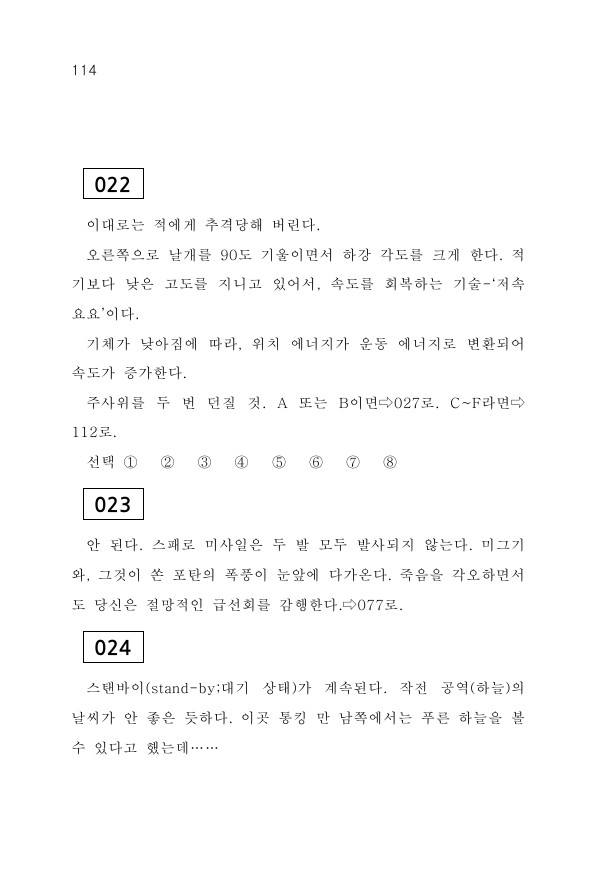 114
022
이대로는 적에게 추격당해 버린다.
오른쪽으로 날개를 90도 기울이면서 하강 각도를 크게 한다. 적
기보다 낮은 고도를 지니고 있어서, 속도를 회복하는 기술-‘저속
요요’이다.
기체가 낮아짐에 따라, 위치 에너지가 운동 에너지로 변환되어
속도가 증가한다.
주사위를 두 번 던질 것. A 또는 B이면⇨027로. C~F라면⇨
112로.
선택 ① ② ③ ④ ⑤ ⑥ ⑦ ⑧
023
안 된다. 스패로 미사일은 두 발 모두 발사되지 않는다. 미그기
와, 그것이 쏜 포탄의 폭풍이 눈앞에 다가온다. 죽음을 각오하면서
도 당신은 절망적인 급선회를 감행한다.⇨077로.
024
스탠바이(stand-by;대기 상태)가 계속된다. 작전 공역(하늘)의
날씨가 안 좋은 듯하다. 이곳 통킹 만 남쪽에서는 푸른 하늘을 볼
수 있다고 했는데……